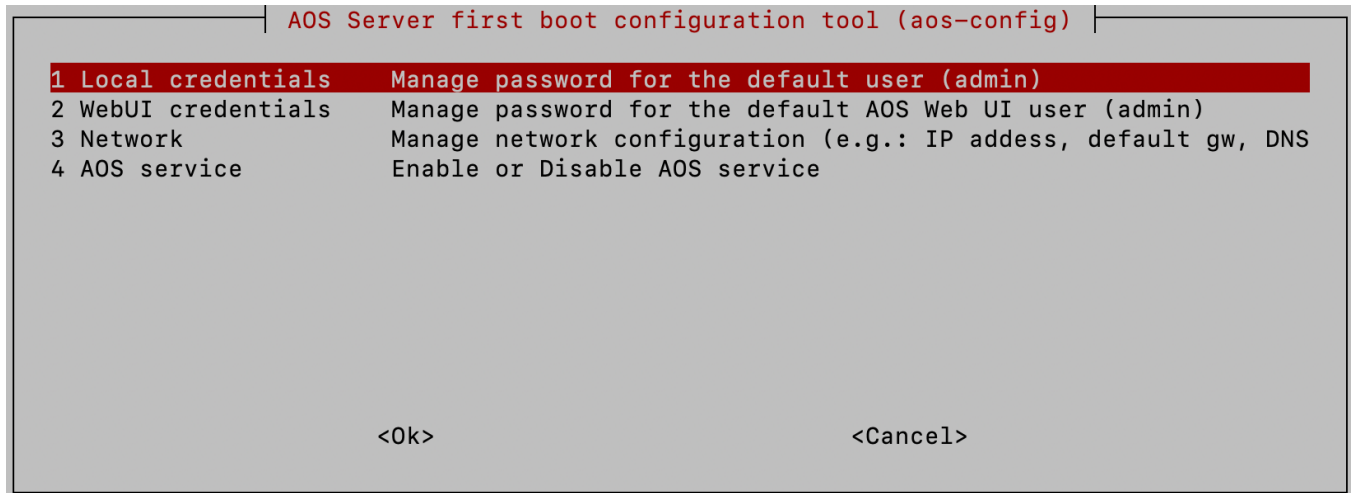 AOS Server first boot configuration tool (aos-config)
1 Local credentials Manage password for the default user (admin)
2 WebUI credentials Manage password for the default AOS Web UI user (admin)
3 Network Manage network configuration (e.g.: IP addess, default gw, DNS
4 AOS service Enable or Disable AOS service
<Ok> <Cancel>